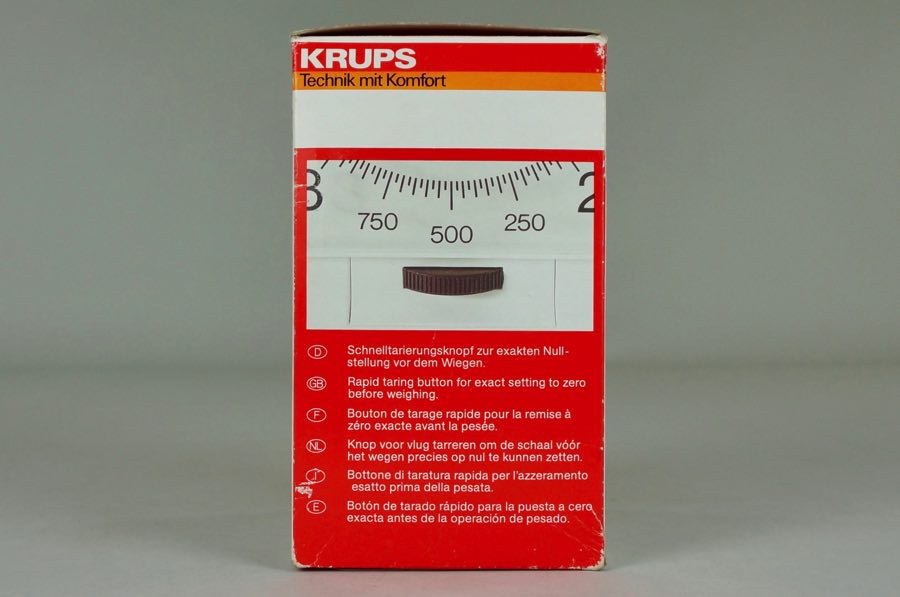 KRUPS
Technik mit Komfort
3 2
750 500 250
D Schnelltarierungsknopf zur exakten Null-
stellung vor dem Wiegen.
GB Rapid taring button for exact setting to zero
before weighing.
F Bouton de tarage rapide pour la remise à
zéro exacte avant la pesée.
NL Knop voor vlug tarreren om de schaal vóór
het wegen precies op nul te kunnen zetten.
I Bottone di taratura rapida per l'azzeramento
esatto prima della pesata.
E Botón de tarado rápido para la puesta a cero
exacta antes de la operación de pesado.